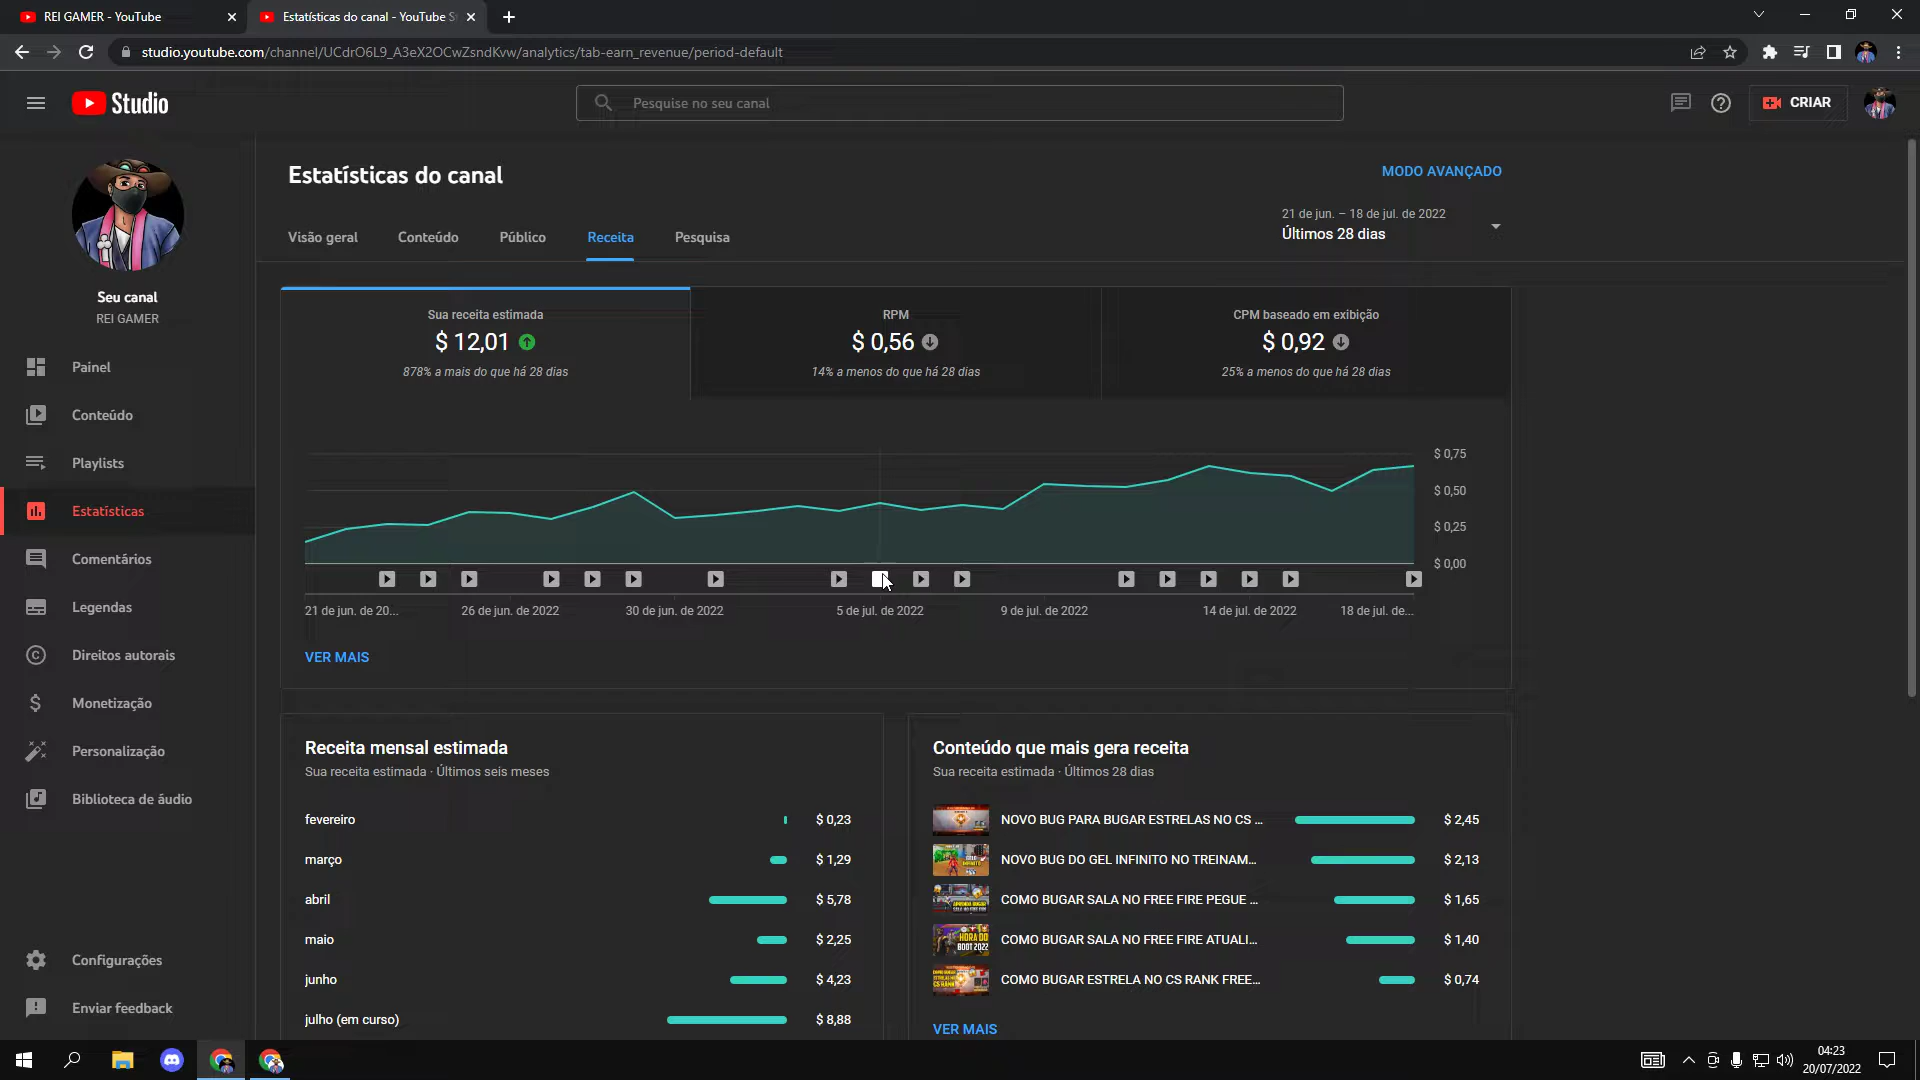 REI GAMER - YouTube
Estatísticas do canal - YouTube S
studio.youtube.com/channel/UCdrO6L9_A3eX2OCwZsndKvw/analytics/tab-earn_revenue/period-default
Studio
Pesquise no seu canal
CRIAR
Seu canal
REI GAMER
Painel
Conteúdo
Playlists
Estatísticas
Comentários
Legendas
Direitos autorais
Monetização
Personalização
Biblioteca de áudio
Configurações
Enviar feedback
Estatísticas do canal
MODO AVANÇADO
Visão geral
Conteúdo
Público
Receita
Pesquisa
21 de jun. – 18 de jul. de 2022
Últimos 28 dias
Sua receita estimada
$ 12,01
878% a mais do que há 28 dias
RPM
$ 0,56
14% a menos do que há 28 dias
CPM baseado em exibição
$ 0,92
25% a menos do que há 28 dias
$ 0,75
$ 0,50
$ 0,25
$ 0,00
21 de jun. de 20...
26 de jun. de 2022
30 de jun. de 2022
5 de jul. de 2022
9 de jul. de 2022
14 de jul. de 2022
18 de jul. de...
VER MAIS
Receita mensal estimada
Sua receita estimada · Últimos seis meses
fevereiro $ 0,23
março $ 1,29
abril $ 5,78
maio $ 2,25
junho $ 4,23
julho (em curso) $ 8,88
Conteúdo que mais gera receita
Sua receita estimada · Últimos 28 dias
NOVO BUG PARA BUGAR ESTRELAS NO CS ... $ 2,45
NOVO BUG DO GEL INFINITO NO TREINAM... $ 2,13
COMO BUGAR SALA NO FREE FIRE PEGUE ... $ 1,65
COMO BUGAR SALA NO FREE FIRE ATUALI... $ 1,40
COMO BUGAR ESTRELA NO CS RANK FREE... $ 0,74
VER MAIS
04:23
20/07/2022